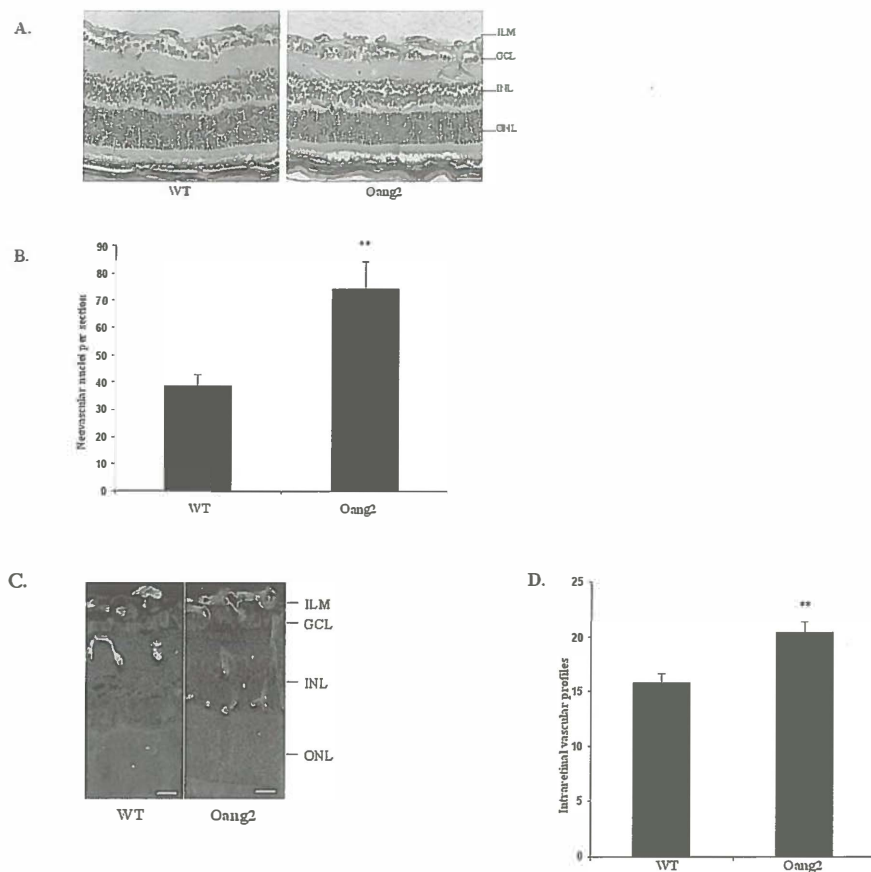 A.
ILM
GCL
INL
ONL
WT
Oang2
B.
90
80
70
60
50
40
30
20
10
0
Neovascular nuclei per section
**
WT
Oang2
C.
ILM
GCL
INL
ONL
WT
Oang2
D.
25
20
15
10
5
0
Intraretinal vascular profiles
**
WT
Oang2